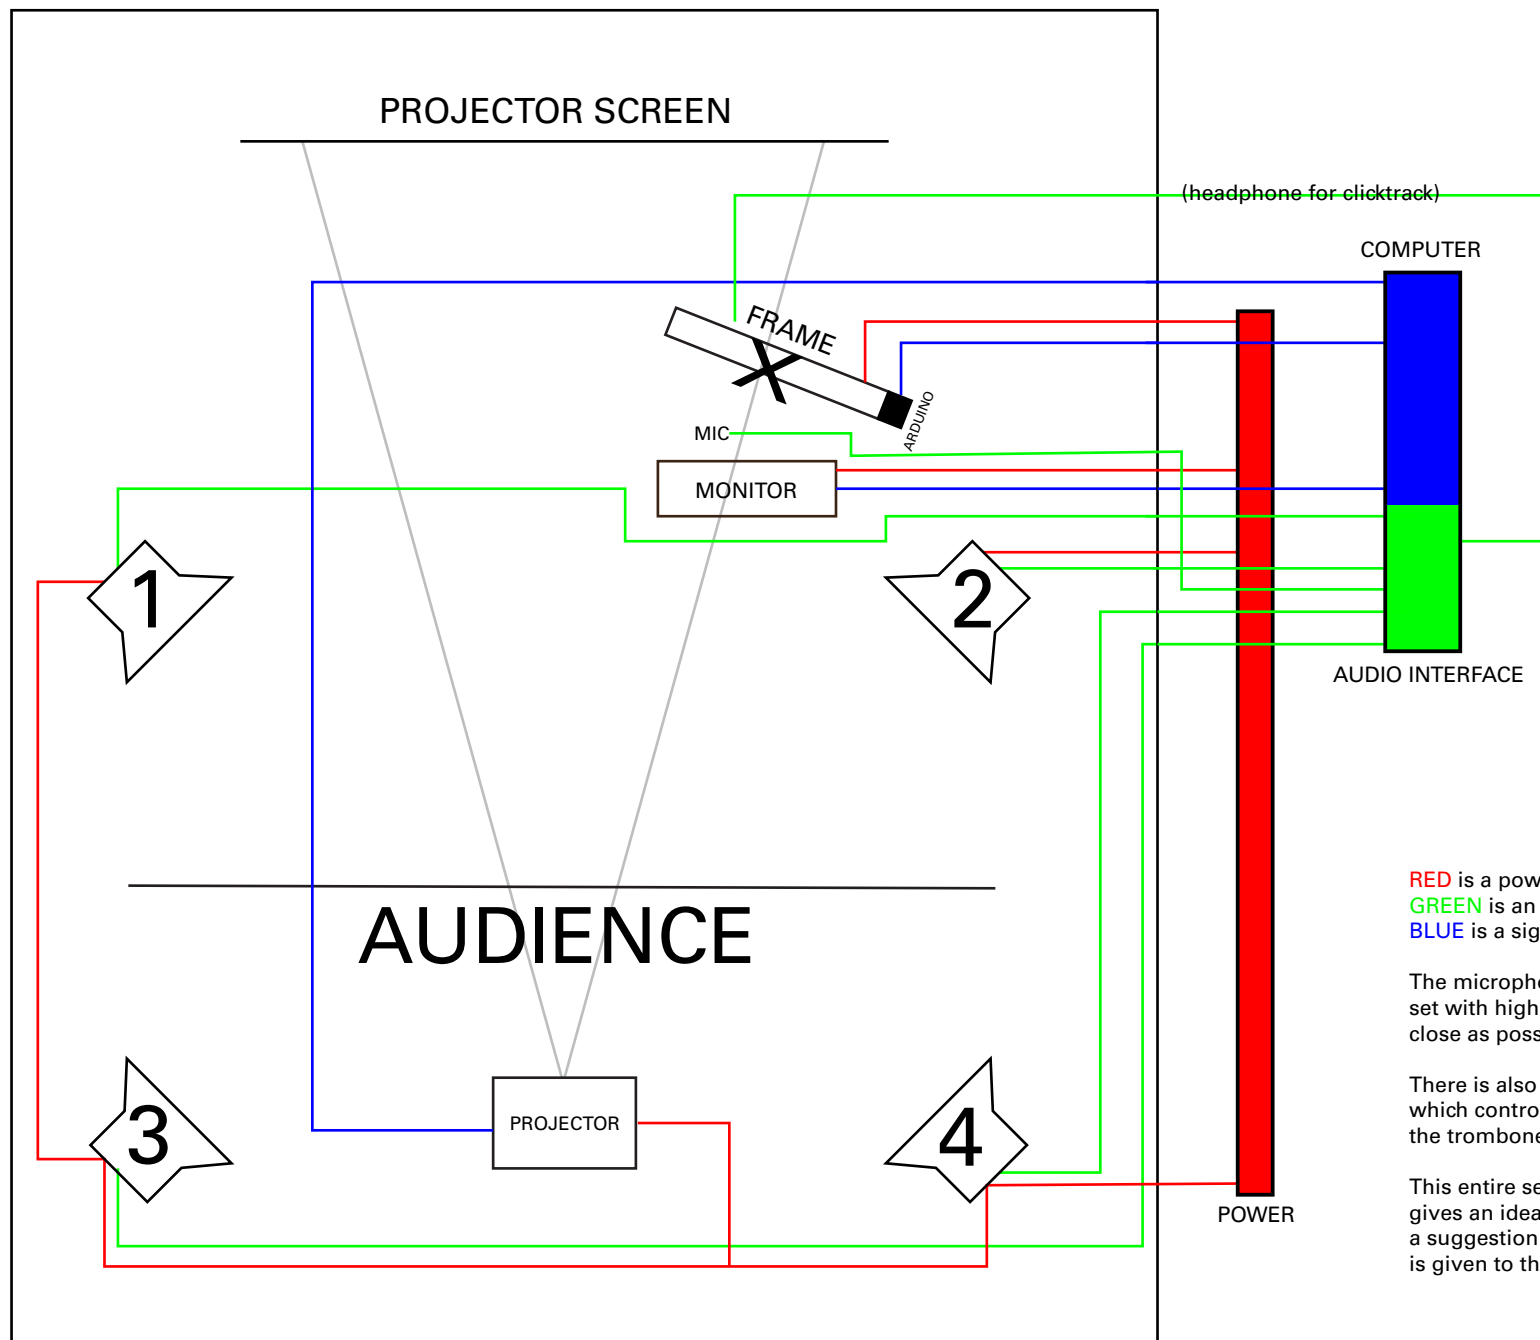 PROJECTOR SCREEN
(headphone for clicktrack)
COMPUTER
FRAME
X
ARDUINO
MIC
MONITOR
1
2
AUDIO INTERFACE
AUDIENCE
RED is a pow
GREEN is an
BLUE is a sig
The microph
set with high
close as poss
There is also
which contro
the trombone
This entire se
gives an idea
a suggestion
is given to th
3
PROJECTOR
4
POWER